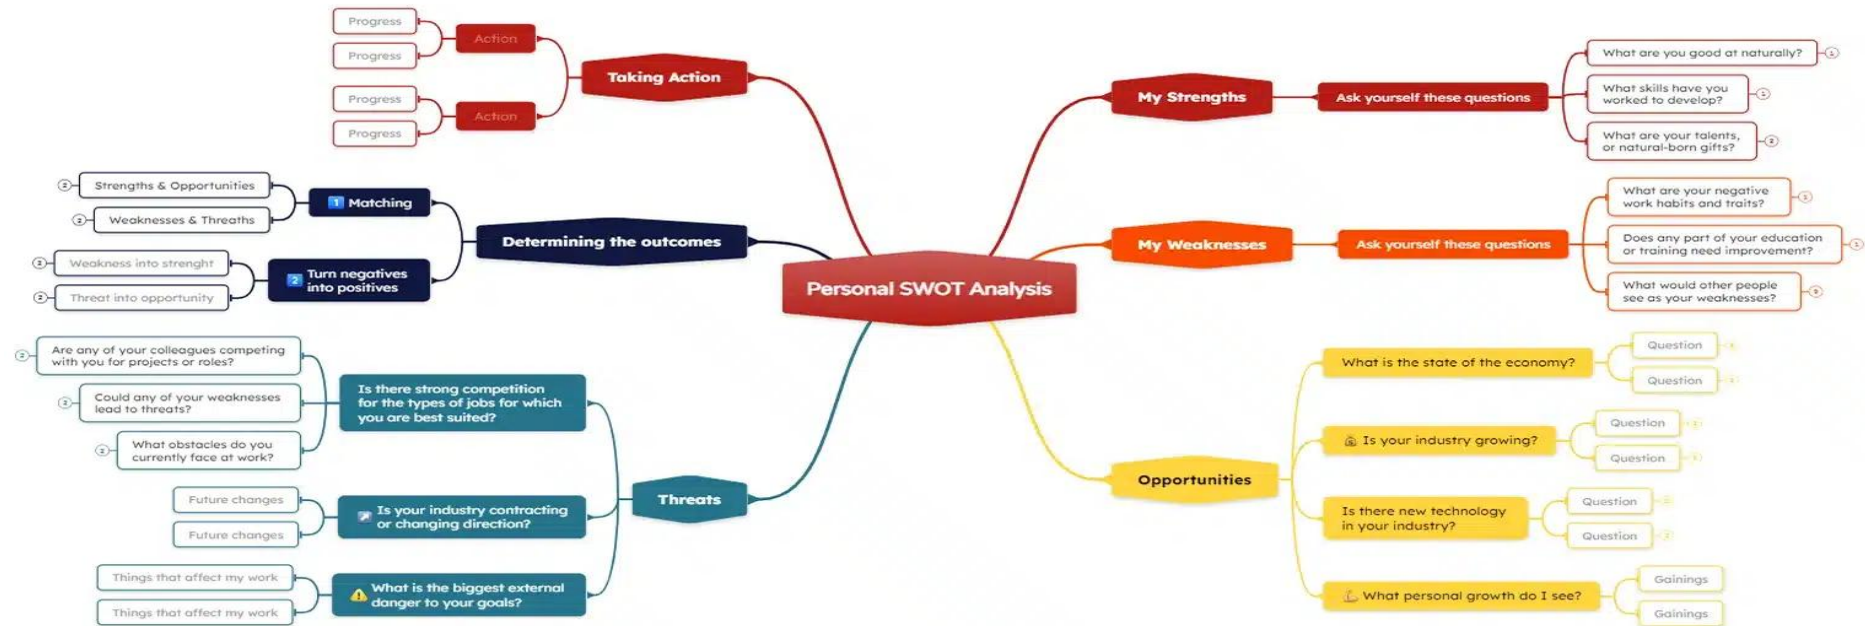 Personal SWOT Analysis
My Strengths
Ask yourself these questions
What are you good at naturally?
What skills have you
worked to develop?
What are your talents,
or natural-born gifts?
My Weaknesses
Ask yourself these questions
What are your negative
work habits and traits?
Does any part of your education
or training need improvement?
What would other people
see as your weaknesses?
Opportunities
What is the state of the economy?
Question
Question
Is your industry growing?
Question
Question
Is there new technology
in your industry?
Question
Question
What personal growth do I see?
Gainings
Gainings
Taking Action
Action
Progress
Progress
Action
Progress
Progress
Determining the outcomes
1 Matching
Strengths & Opportunities
Weaknesses & Threaths
2 Turn negatives
into positives
Weakness into strenght
Threat into opportunity
Threats
Is there strong competition
for the types of jobs for which
you are best suited?
Are any of your colleagues competing
with you for projects or roles?
Could any of your weaknesses
lead to threats?
What obstacles do you
currently face at work?
Is your industry contracting
or changing direction?
Future changes
Future changes
What is the biggest external
danger to your goals?
Things that affect my work
Things that affect my work